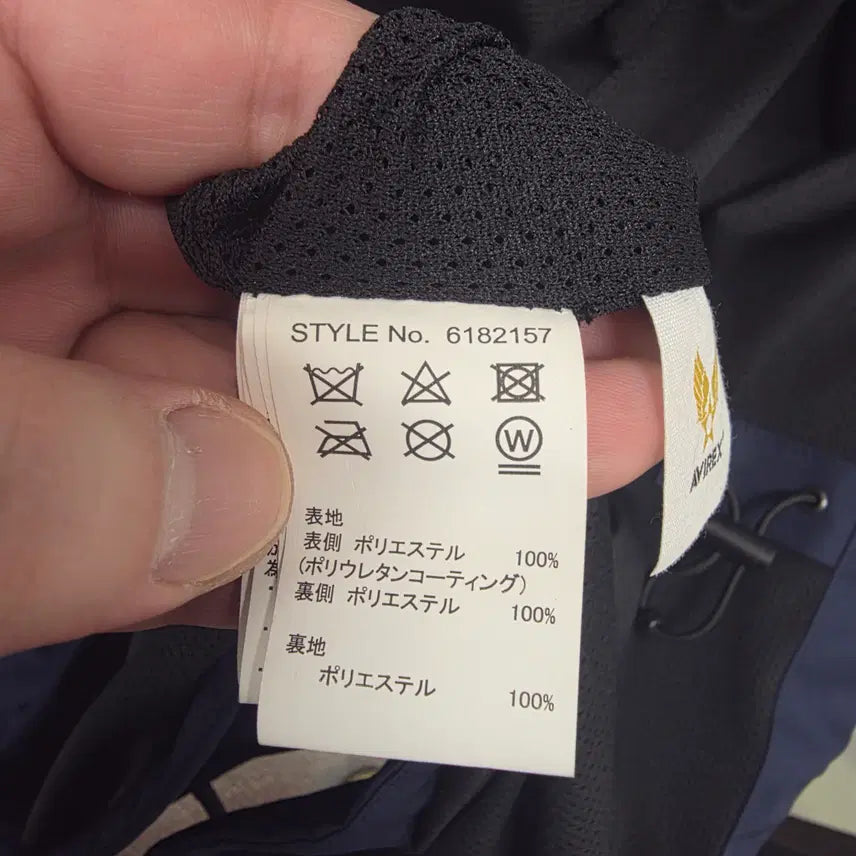 STYLE No. 6182157
W
表地
表側 ポリエステル 100%
(ポリウレタンコーティング)
裏側 ポリエステル 100%
裏地
ポリエステル 100%
AVIREX